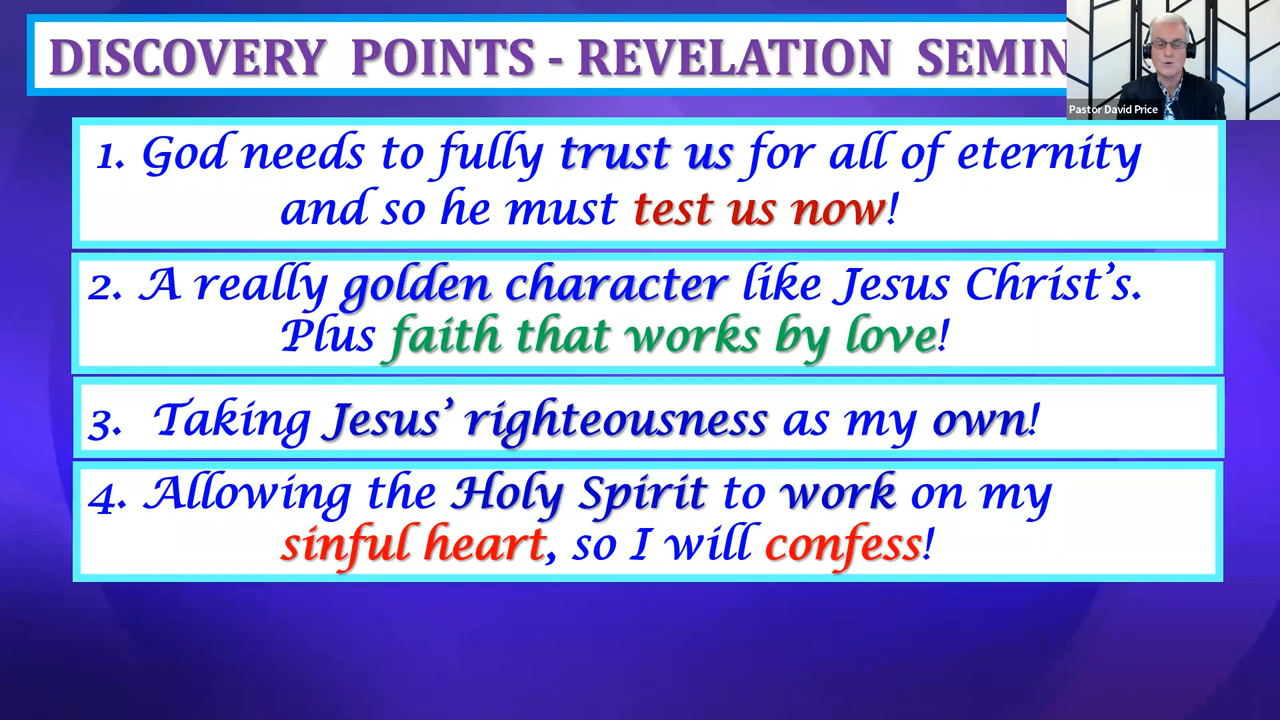 DISCOVERY POINTS - REVELATION SEMIN
Pastor David Price
1. God needs to fully trust us for all of eternity
and so he must test us now!
2. A really golden character like Jesus Christ's.
Plus faith that works by love!
3. Taking Jesus' righteousness as my own!
4. Allowing the Holy Spirit to work on my
sinful heart, so I will confess!